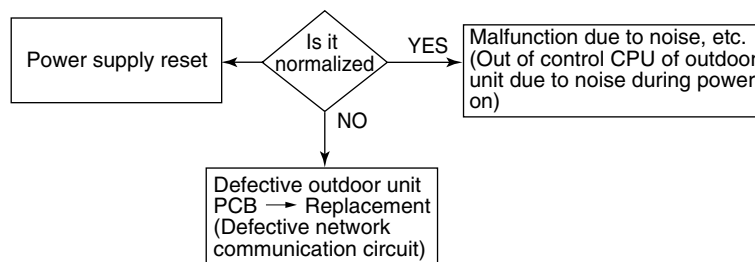 Power supply reset
Is it
normalized
YES
Malfunction due to noise, etc.
(Out of control CPU of outdoor
unit due to noise during power
on)
NO
Defective outdoor unit
PCB → Replacement
(Defective network
communication circuit)